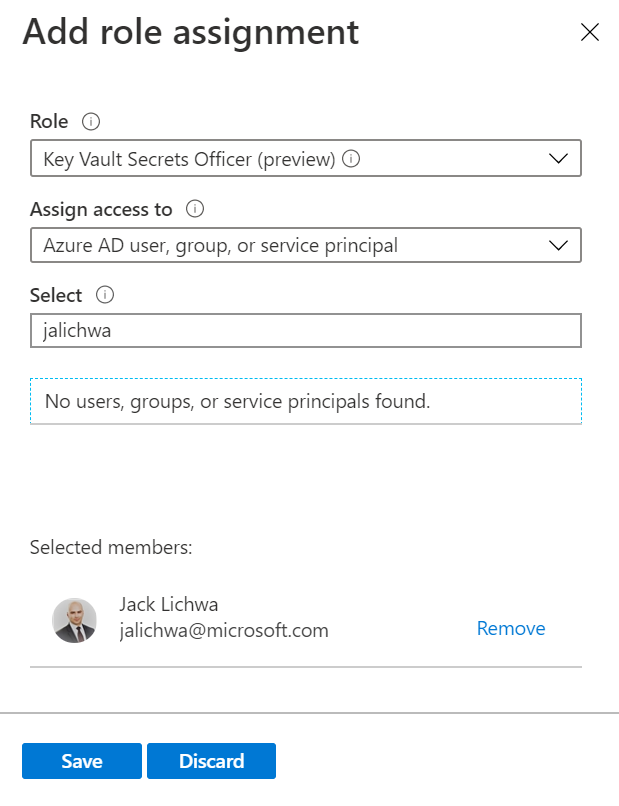 Add role assignment
Role
Key Vault Secrets Officer (preview)
Assign access to
Azure AD user, group, or service principal
Select
jalichwa
No users, groups, or service principals found.
Selected members:
Jack Lichwa
jalichwa@microsoft.com
Remove
Save Discard